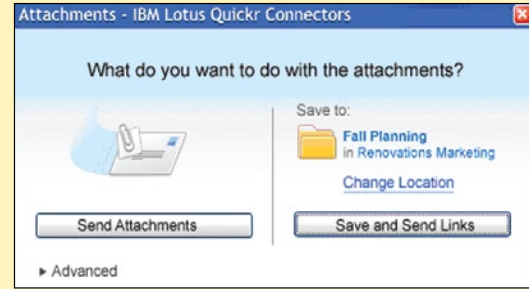 Attachments - IBM Lotus Quickr Connectors
What do you want to do with the attachments?
Send Attachments
Save to:
Fall Planning
in Renovations Marketing
Change Location
Save and Send Links
Advanced